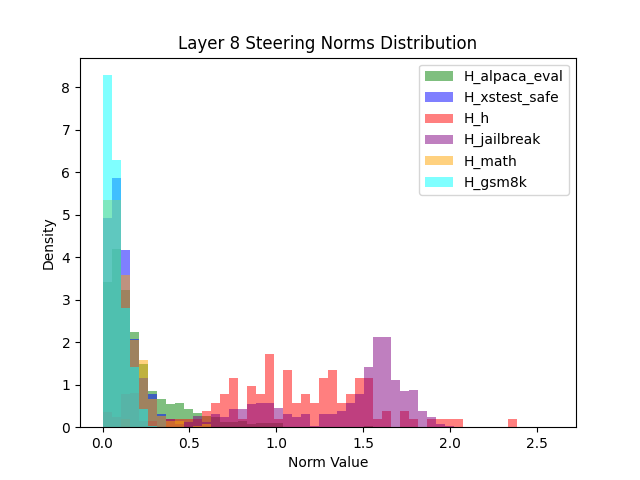 Layer 8 Steering Norms Distribution
H_alpaca_eval
H_xstest_safe
H_h
H_jailbreak
H_math
H_gsm8k
Density
8
7
6
5
4
3
2
1
0
0.0 0.5 1.0 1.5 2.0 2.5
Norm Value